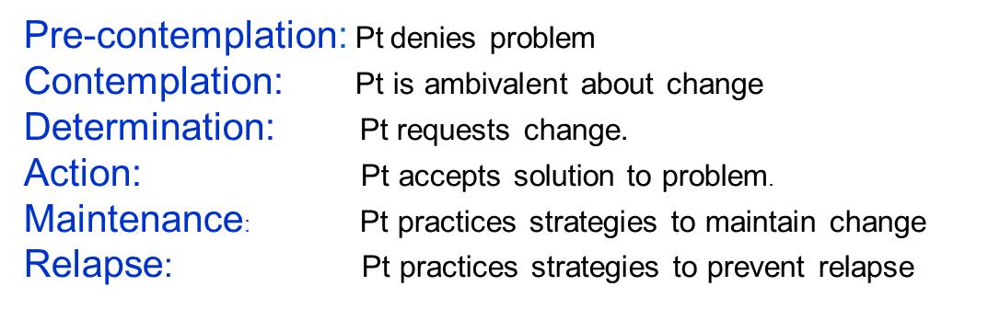 Pre-contemplation: Pt denies problem
Contemplation: Pt is ambivalent about change
Determination: Pt requests change.
Action: Pt accepts solution to problem.
Maintenance: Pt practices strategies to maintain change
Relapse: Pt practices strategies to prevent relapse